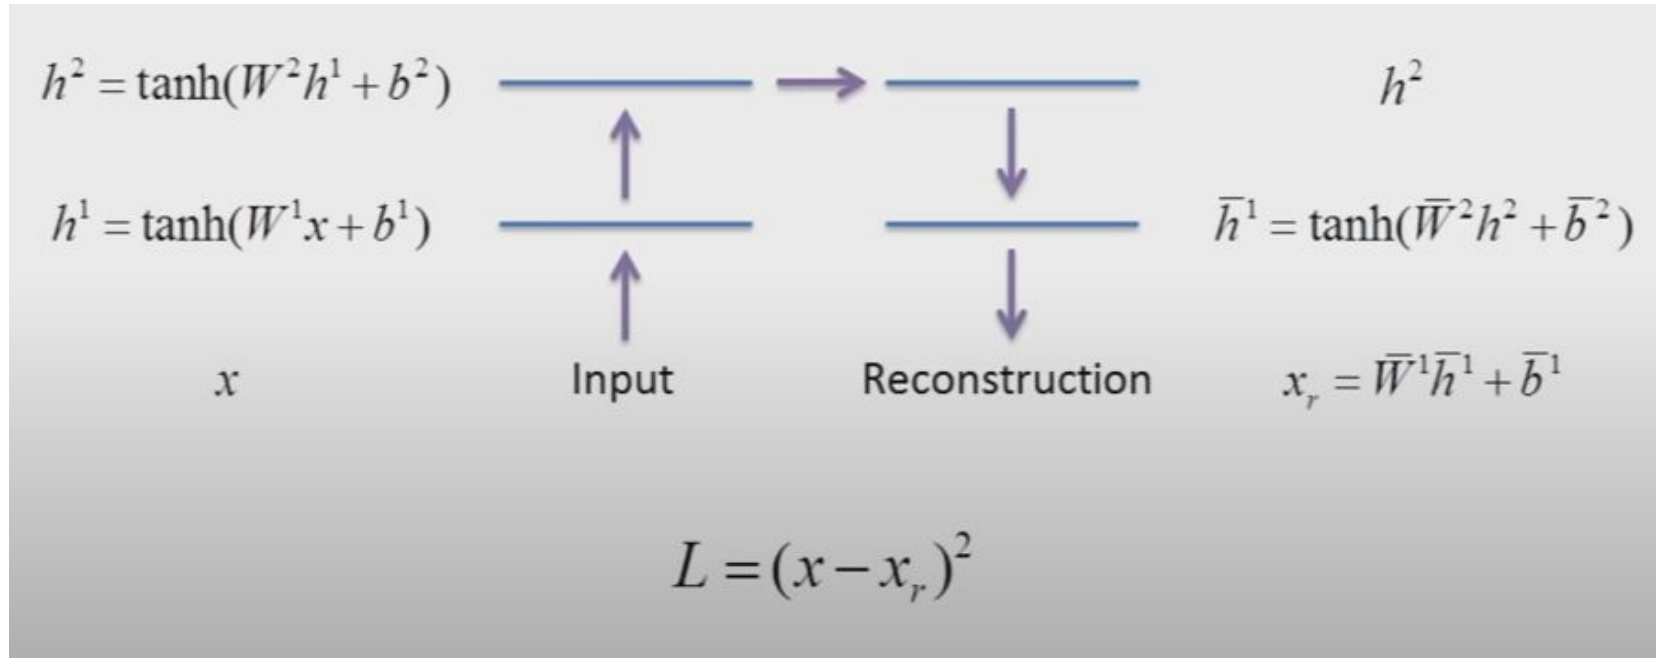 h² = tanh(W²h¹ + b²) h²
h¹ = tanh(W¹x + b¹) h̅¹ = tanh(W̅²h² + b̅²)
x Input Reconstruction xᵣ = W̅¹h̅¹ + b̅¹
L = (x − xᵣ)²